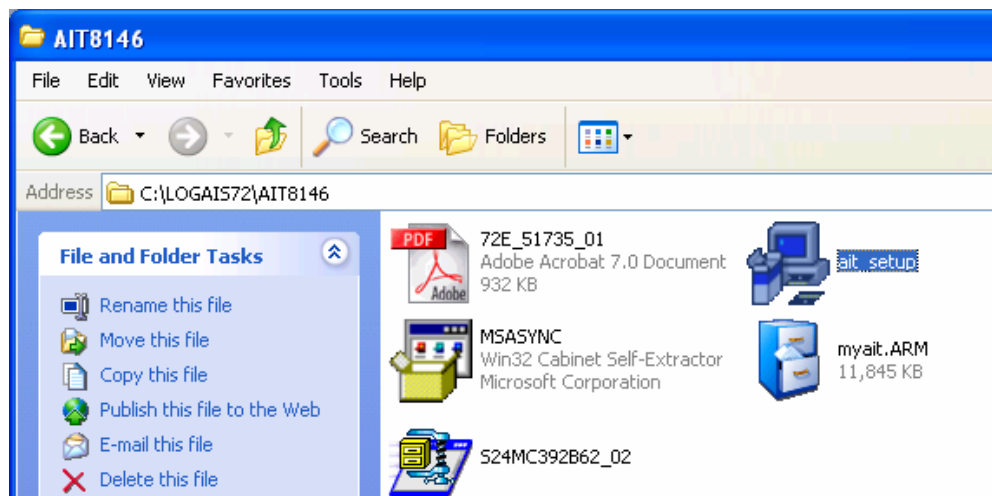 AIT8146
File Edit View Favorites Tools Help
Back Search Folders
Address C:\LOGAIS72\AIT8146
File and Folder Tasks
Rename this file
Move this file
Copy this file
Publish this file to the Web
E-mail this file
Delete this file
PDF
Adobe
72E_51735_01
Adobe Acrobat 7.0 Document
932 KB
ait_setup
MSASYNC
Win32 Cabinet Self-Extractor
Microsoft Corporation
myait.ARM
11,845 KB
S24MC392B62_02